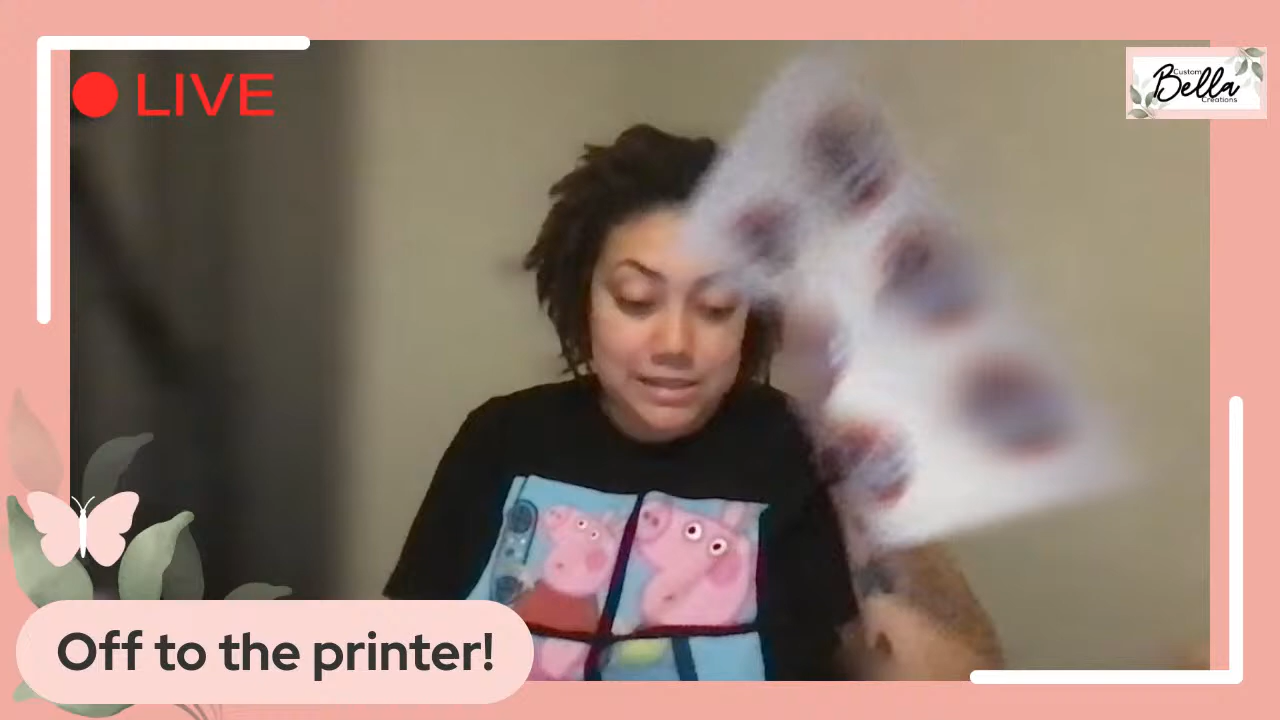 LIVE
Custom
Bella
Creations
Off to the printer!